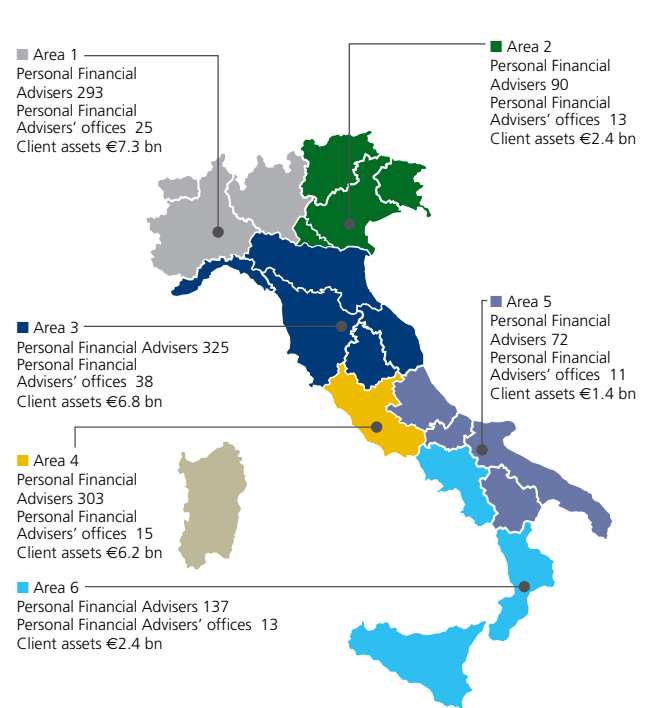 Area 1
Personal Financial
Advisers 293
Personal Financial
Advisers’ offices 25
Client assets €7.3 bn
Area 2
Personal Financial
Advisers 90
Personal Financial
Advisers’ offices 13
Client assets €2.4 bn
Area 3
Personal Financial Advisers 325
Personal Financial
Advisers’ offices 38
Client assets €6.8 bn
Area 5
Personal Financial
Advisers 72
Personal Financial
Advisers’ offices 11
Client assets €1.4 bn
Area 4
Personal Financial
Advisers 303
Personal Financial
Advisers’ offices 15
Client assets €6.2 bn
Area 6
Personal Financial Advisers 137
Personal Financial Advisers’ offices 13
Client assets €2.4 bn